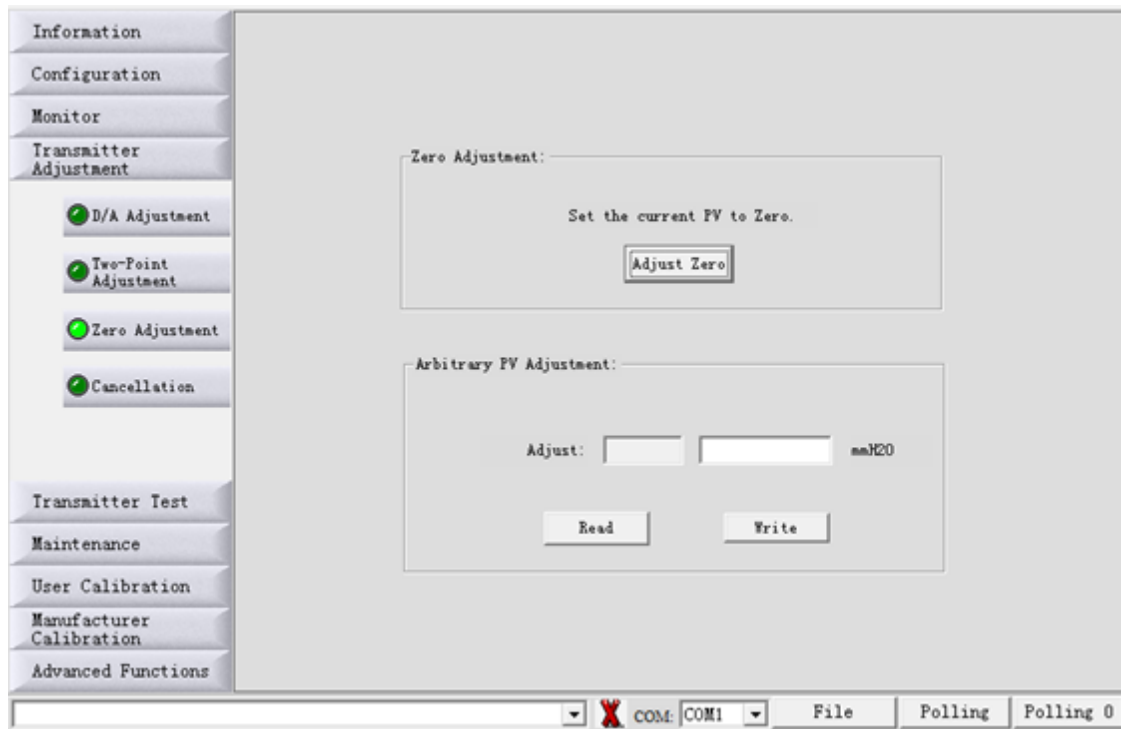 Information
Configuration
Monitor
Transmitter
Adjustment
D/A Adjustment
Two-Point
Adjustment
Zero Adjustment
Cancellation
Transmitter Test
Maintenance
User Calibration
Manufacturer
Calibration
Advanced Functions
Zero Adjustment:
Set the current PV to Zero.
Adjust Zero
Arbitrary PV Adjustment:
Adjust: mmH2O
Read Write
X COM: COM1 File Polling Polling 0